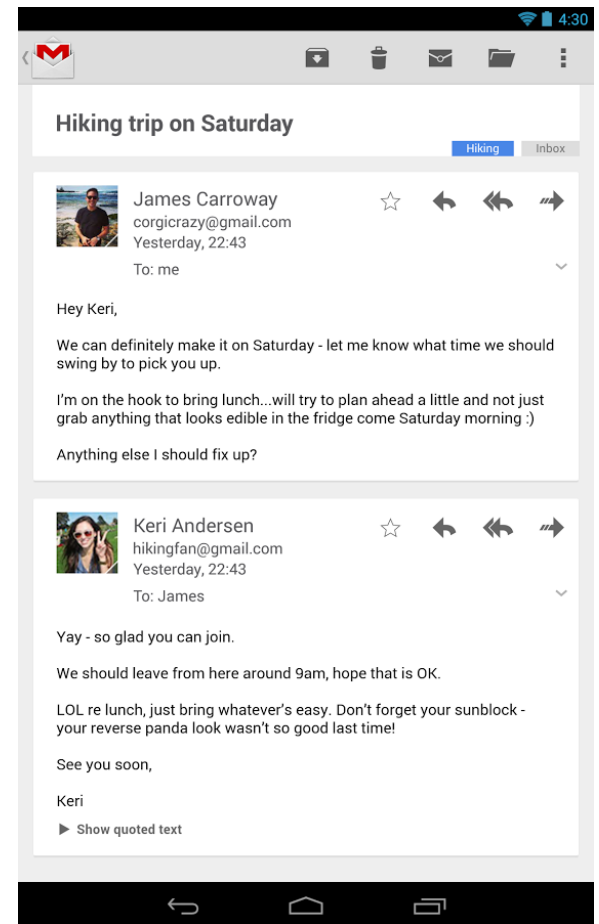 4:30
Hiking trip on Saturday
Hiking
Inbox
James Carroway
corgicrazy@gmail.com
Yesterday, 22:43
To: me
Hey Keri,
We can definitely make it on Saturday - let me know what time we should
swing by to pick you up.
I'm on the hook to bring lunch...will try to plan ahead a little and not just
grab anything that looks edible in the fridge come Saturday morning :)
Anything else I should fix up?
Keri Andersen
hikingfan@gmail.com
Yesterday, 22:43
To: James
Yay - so glad you can join.
We should leave from here around 9am, hope that is OK.
LOL re lunch, just bring whatever's easy. Don't forget your sunblock -
your reverse panda look wasn't so good last time!
See you soon,
Keri
Show quoted text